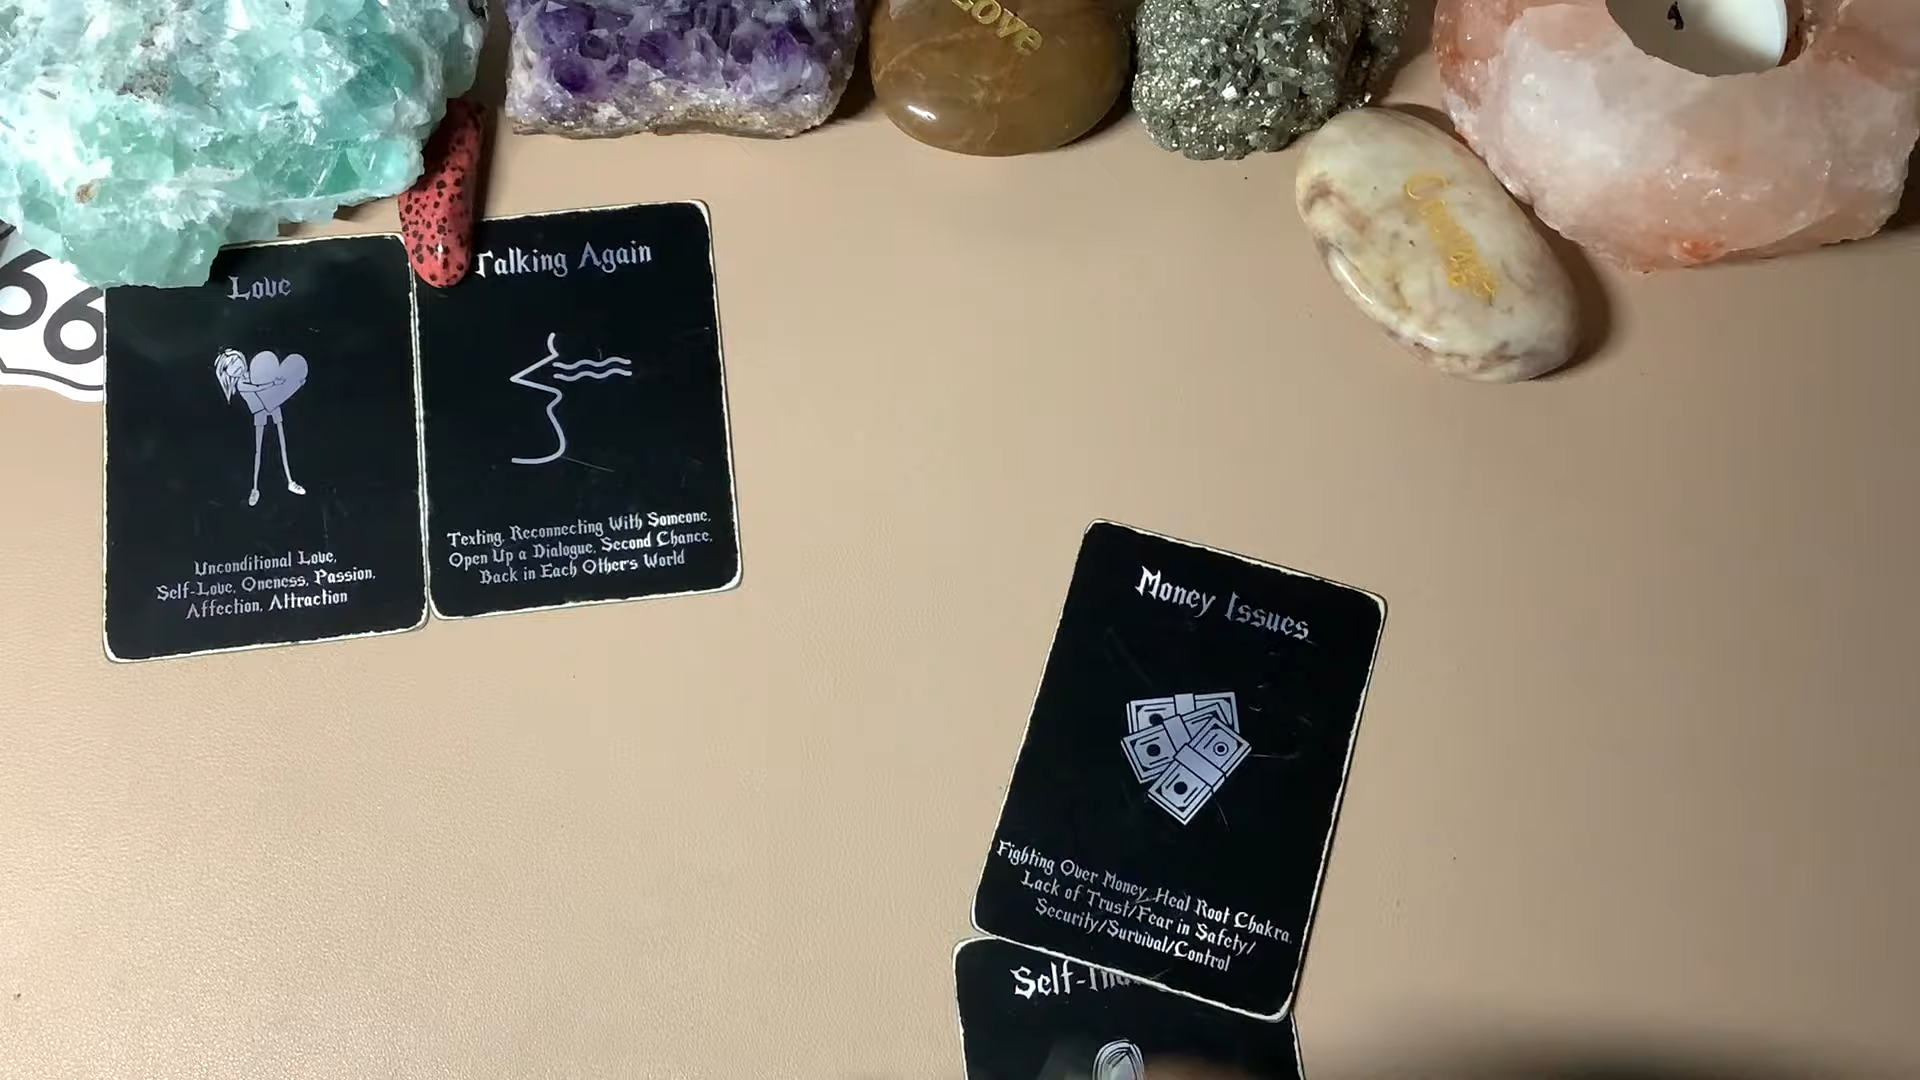 Love
66
Love
Unconditional Love,
Self-Love, Oneness, Passion,
Affection, Attraction
Talking Again
Texting, Reconnecting With Someone,
Open Up a Dialogue, Second Chance,
Back in Each Other's World
Money Issues
Fighting Over Money, Heal Root Chakra,
Lack of Trust/Fear in Safety/
Security/Survival/Control